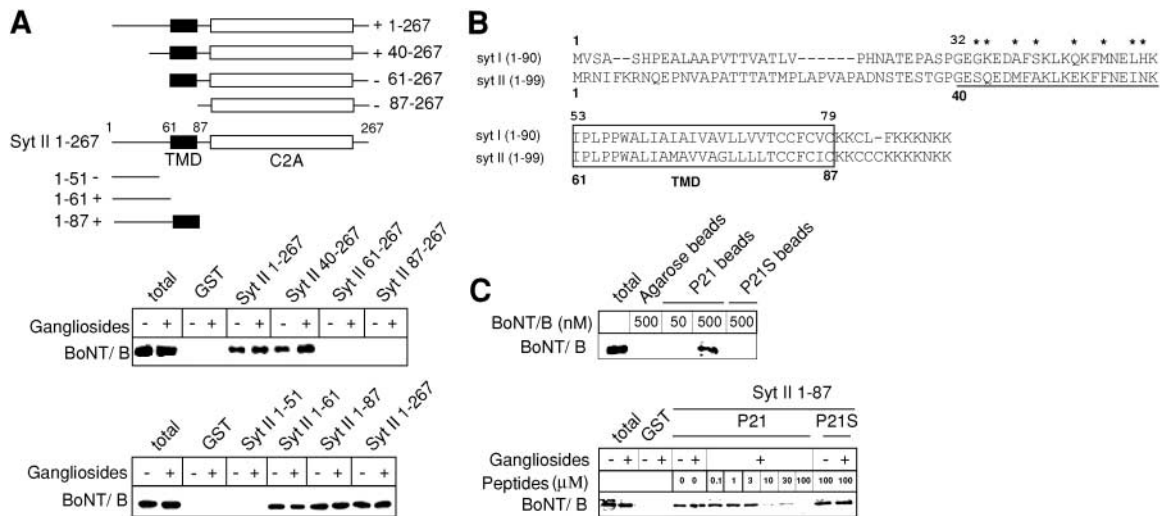 A
+ 1-267
+ 40-267
- 61-267
- 87-267
1 61 87 267
Syt II 1-267
TMD C2A
1-51 -
1-61 +
1-87 +
total GST Syt II 1-267 Syt II 40-267 Syt II 61-267 Syt II 87-267
Gangliosides - + - + - + - + - + - +
BoNT/ B
total GST Syt II 1-51 Syt II 1-61 Syt II 1-87 Syt II 1-267
Gangliosides - + - + - + - + - + - +
BoNT/ B
B
1 32 * * * * * * * *
syt I (1-90) MVSA--SHPEALAAPVTTVATLV------PHNATEPASPGEGKEDAFSKLKQKFMNELHK
syt II (1-99) MRNIFKRNQEPNVAPATTTATMPLAPVAPADNSTESTGPGESQEDMFAKLKEKFFNEINK
1 40
53 79
syt I (1-90) IPLPPWALIAIAIVAVLLVVTCCFCVCKKCL-FKKKNKK
syt II (1-99) IPLPPWALIAMAVVAGLLLLTCCFCICKKCCCKKKKNKK
61 TMD 87
C
total Agarose beads P21 beads P21S beads
BoNT/B (nM) 500 50 500 500
BoNT/ B
Syt II 1-87
total GST P21 P21S
Gangliosides - + - + - + + - +
Peptides (µM) 0 0 0.1 1 3 10 30 100 100 100
BoNT/ B